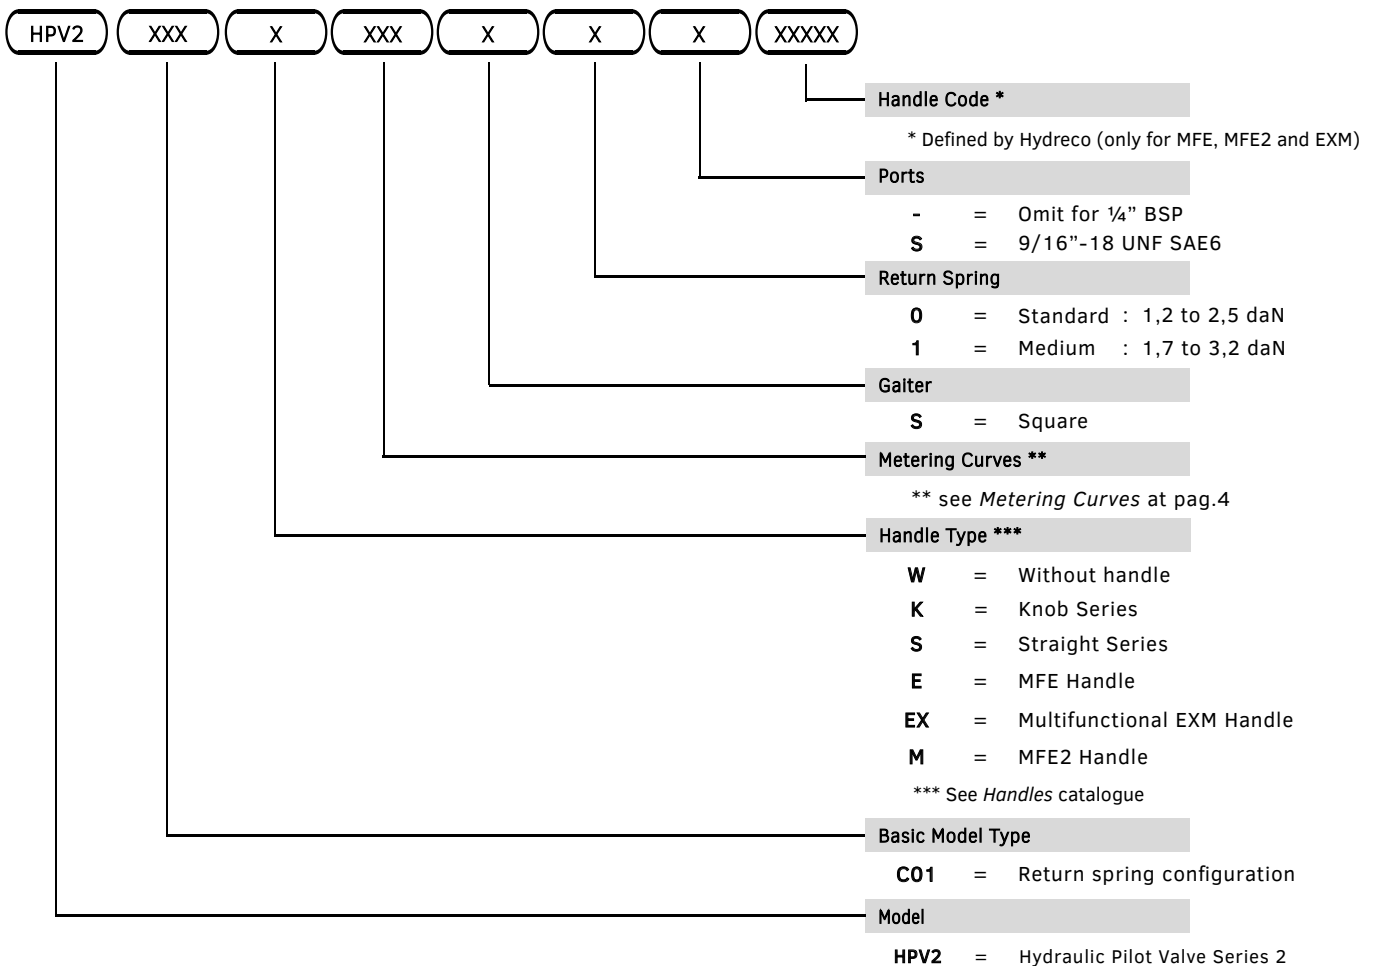 HPV2 XXX X XXX X X X XXXXX
Handle Code *
* Defined by Hydreco (only for MFE, MFE2 and EXM)
Ports
- = Omit for ¼” BSP
S = 9/16”-18 UNF SAE6
Return Spring
0 = Standard : 1,2 to 2,5 daN
1 = Medium : 1,7 to 3,2 daN
Gaiter
S = Square
Metering Curves **
** see Metering Curves at pag.4
Handle Type ***
W = Without handle
K = Knob Series
S = Straight Series
E = MFE Handle
EX = Multifunctional EXM Handle
M = MFE2 Handle
*** See Handles catalogue
Basic Model Type
C01 = Return spring configuration
Model
HPV2 = Hydraulic Pilot Valve Series 2